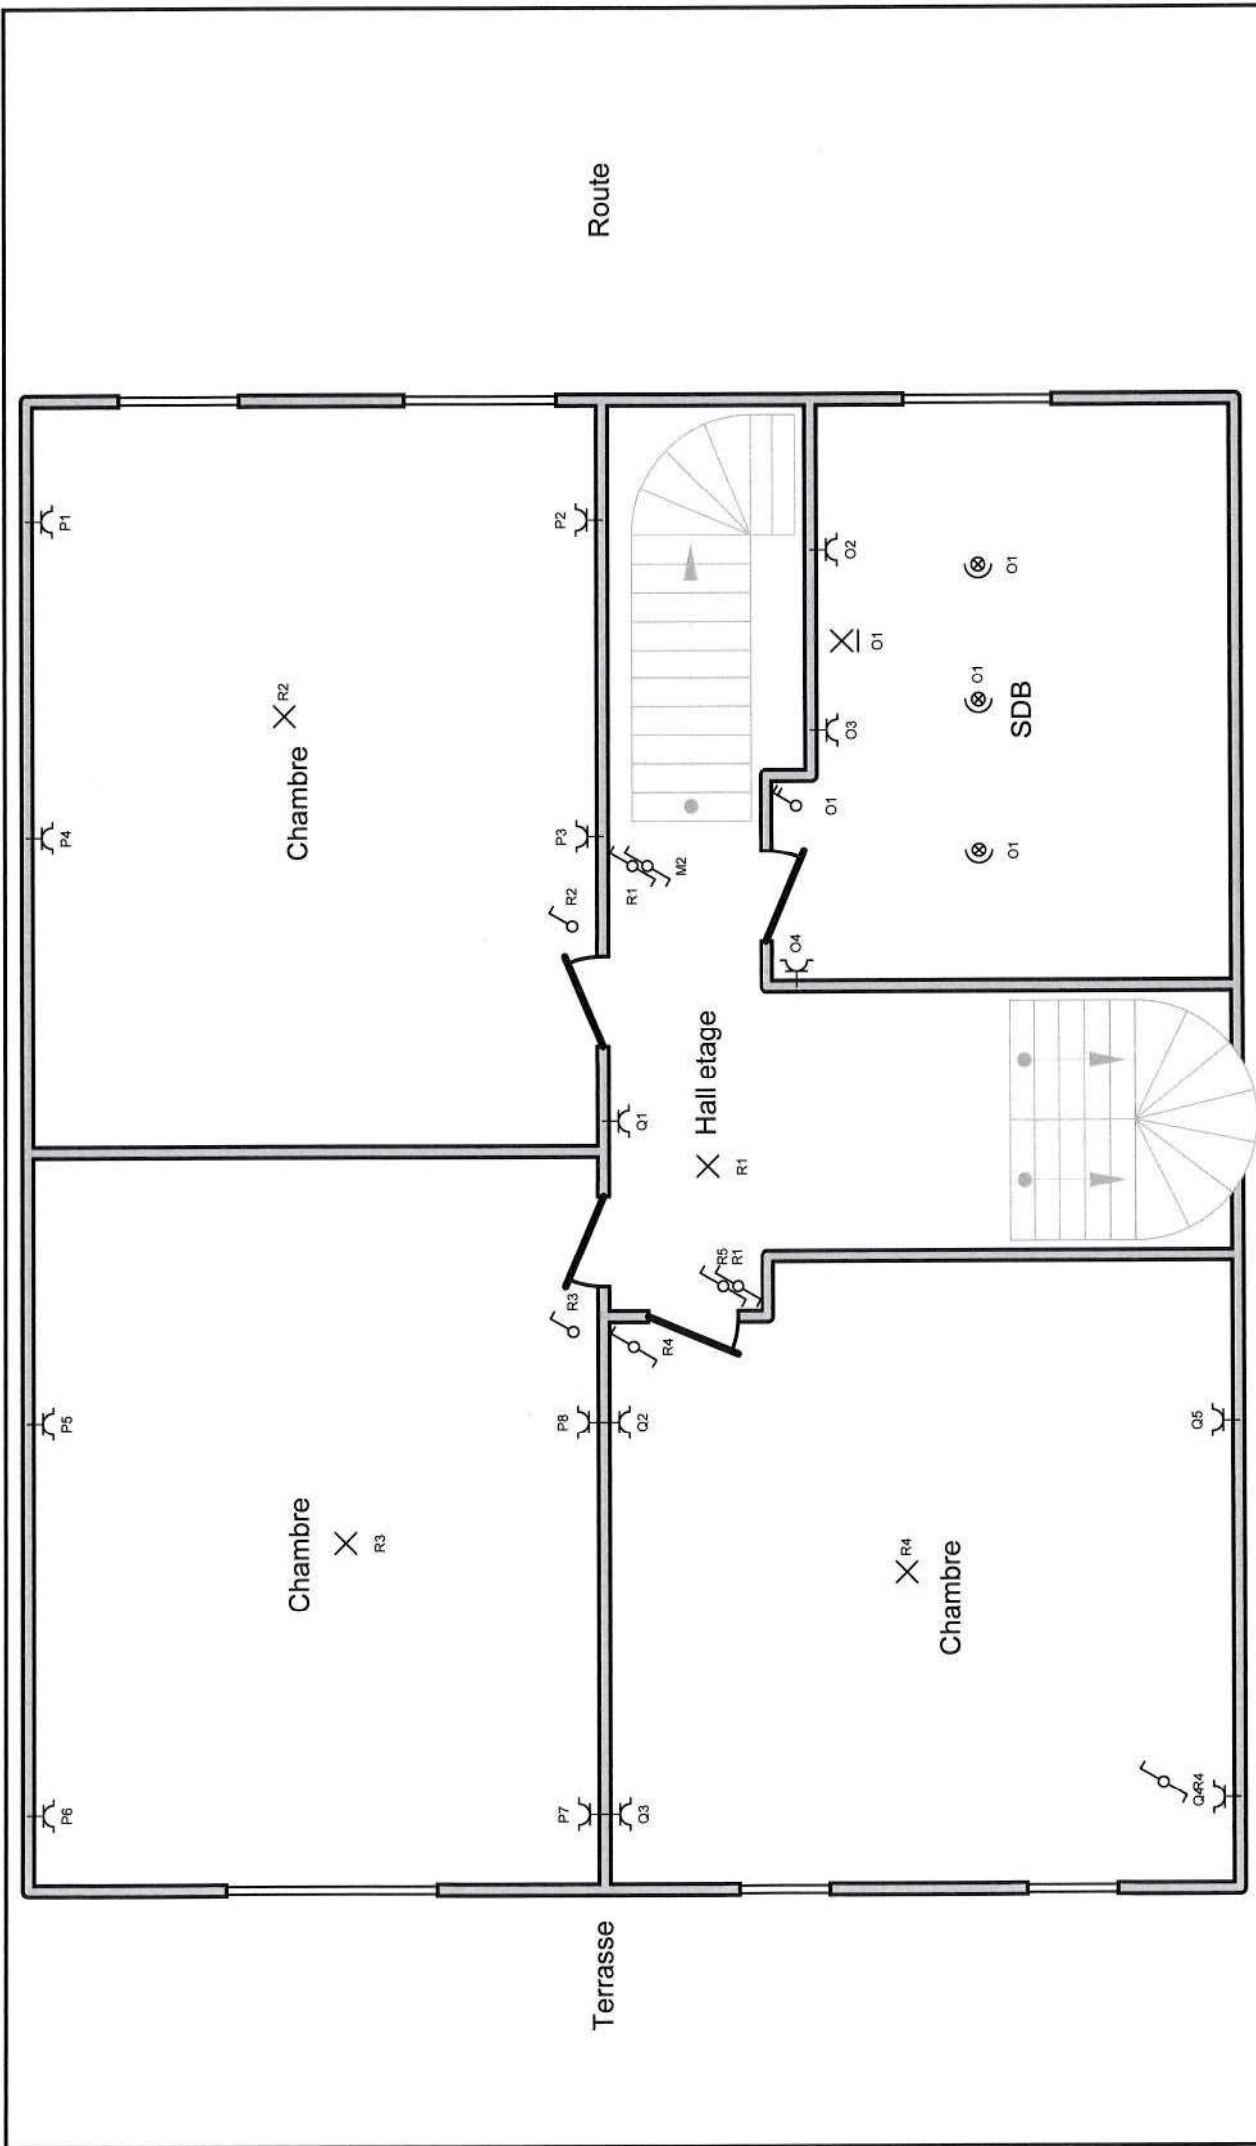 P6
P5
P4
P1
R2
Chambre
Chambre
R3
P7
P8
R3
R2
P3
P2
Terrasse
Route
Q3
Q2
Q1
R1
R4
M2
Hall etage
R5
R1
R1
O4
O1
O3
O2
O1
R4
Chambre
O1
O1
O1
SDB
Q4R4
Q5